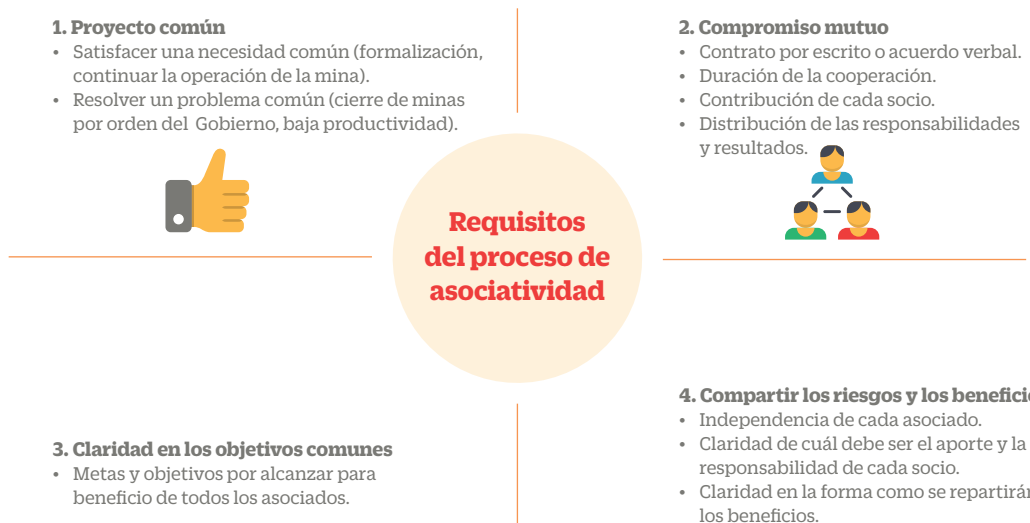 1. Proyecto común
• Satisfacer una necesidad común (formalización,
continuar la operación de la mina).
• Resolver un problema común (cierre de minas
por orden del Gobierno, baja productividad).
2. Compromiso mutuo
• Contrato por escrito o acuerdo verbal.
• Duración de la cooperación.
• Contribución de cada socio.
• Distribución de las responsabilidades
y resultados.
Requisitos
del proceso de
asociatividad
3. Claridad en los objetivos comunes
• Metas y objetivos por alcanzar para
beneficio de todos los asociados.
4. Compartir los riesgos y los benefici
• Independencia de cada asociado.
• Claridad de cuál debe ser el aporte y la
responsabilidad de cada socio.
• Claridad en la forma como se repartirán
los beneficios.